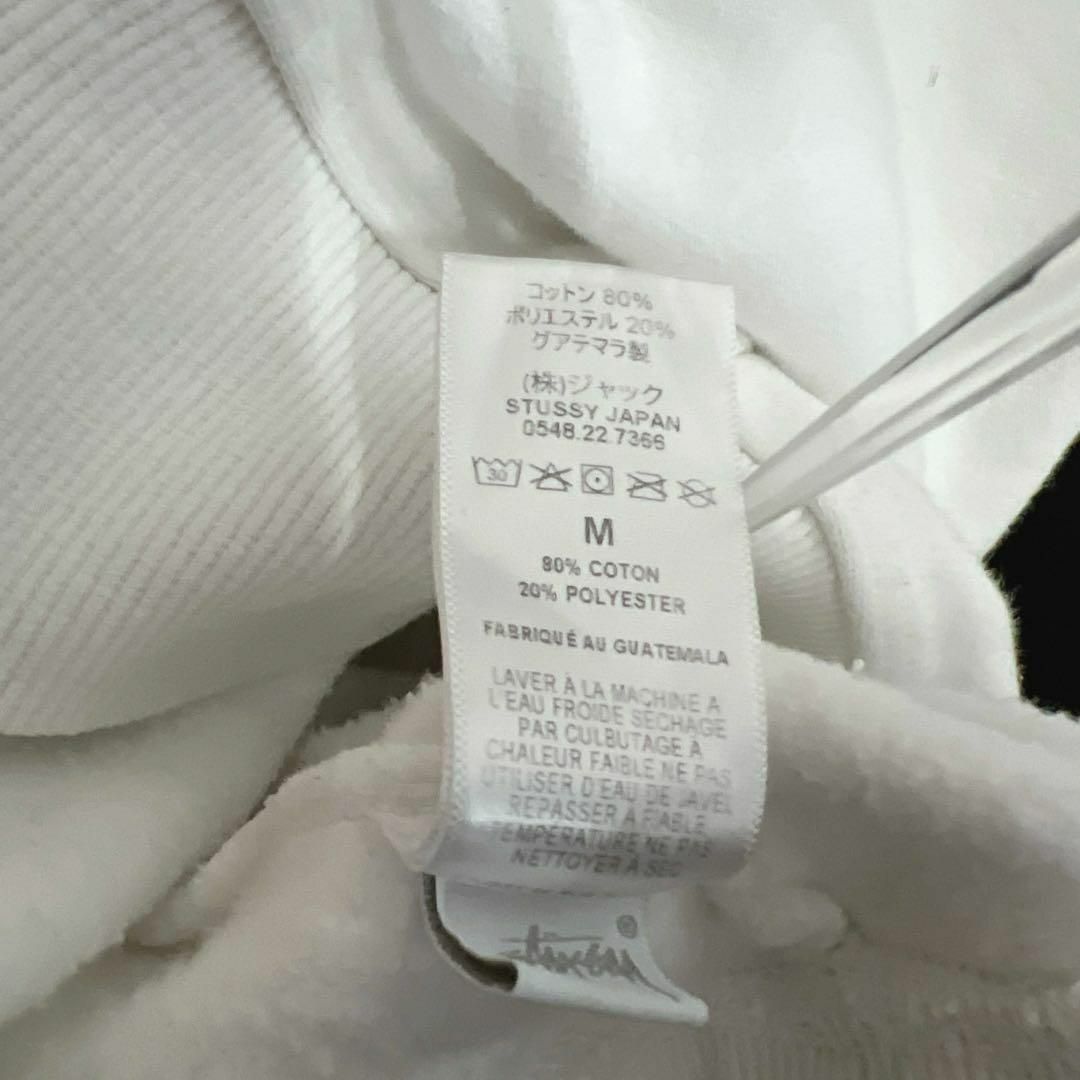 コットン 80%
ポリエステル 20%
グアテマラ製
(株)ジャック
STUSSY JAPAN
0548.22.7366
30
M
80% COTON
20% POLYESTER
FABRIQUÉ AU GUATEMALA
LAVER À LA MACHINE A
L'EAU FROIDE SÉCHAGE
PAR CULBUTAGE À
CHALEUR FAIBLE NE PAS
UTILISER D'EAU DE JAVEL
REPASSER À FIABLE
TEMPÉRATURE NE PAS
NETTOYER À SEC
Stüssy®